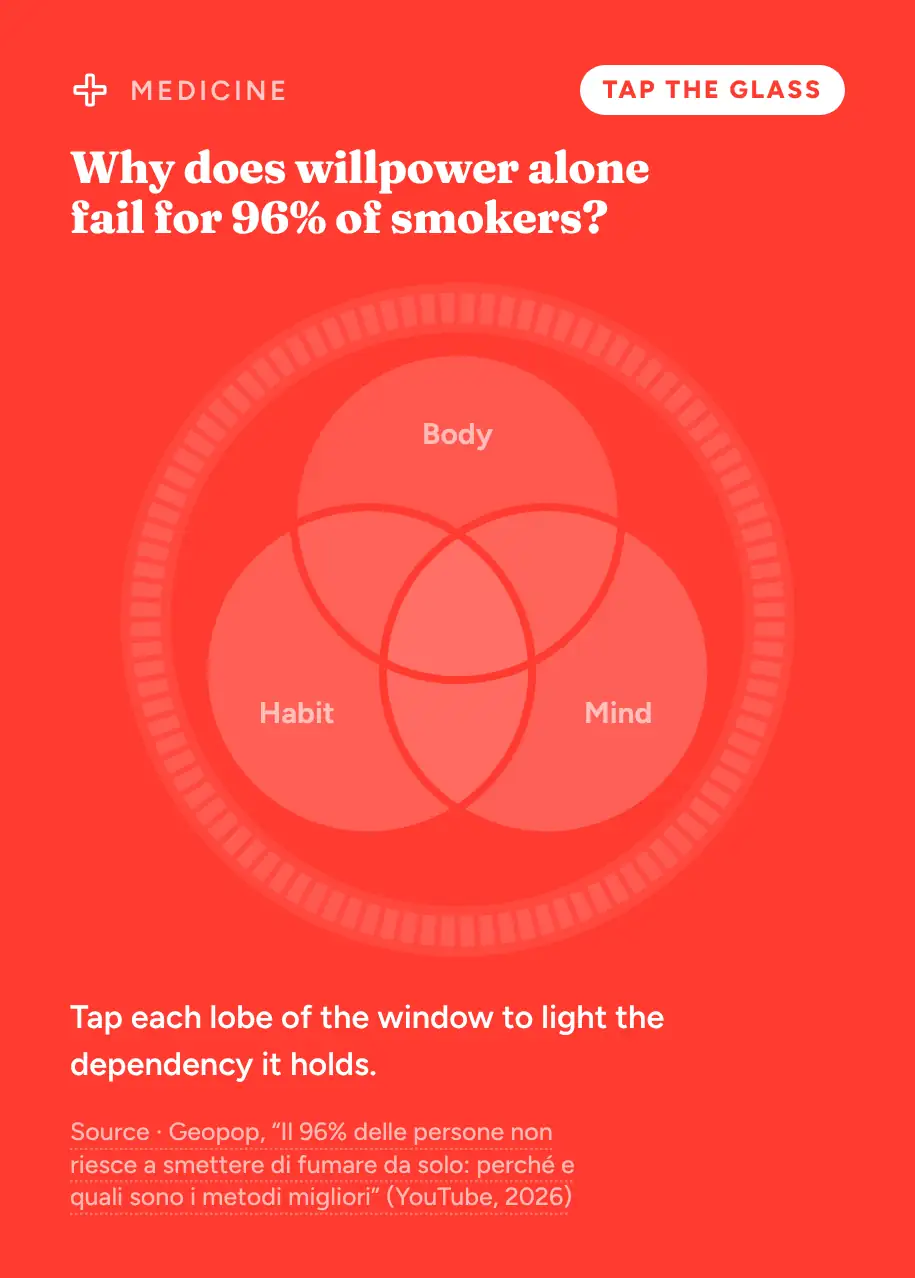 MEDICINE
TAP THE GLASS
Why does willpower alone
fail for 96% of smokers?
Body
Habit
Mind
Tap each lobe of the window to light the
dependency it holds.
Source · Geopop, “Il 96% delle persone non
riesce a smettere di fumare da solo: perché e
quali sono i metodi migliori” (YouTube, 2026)